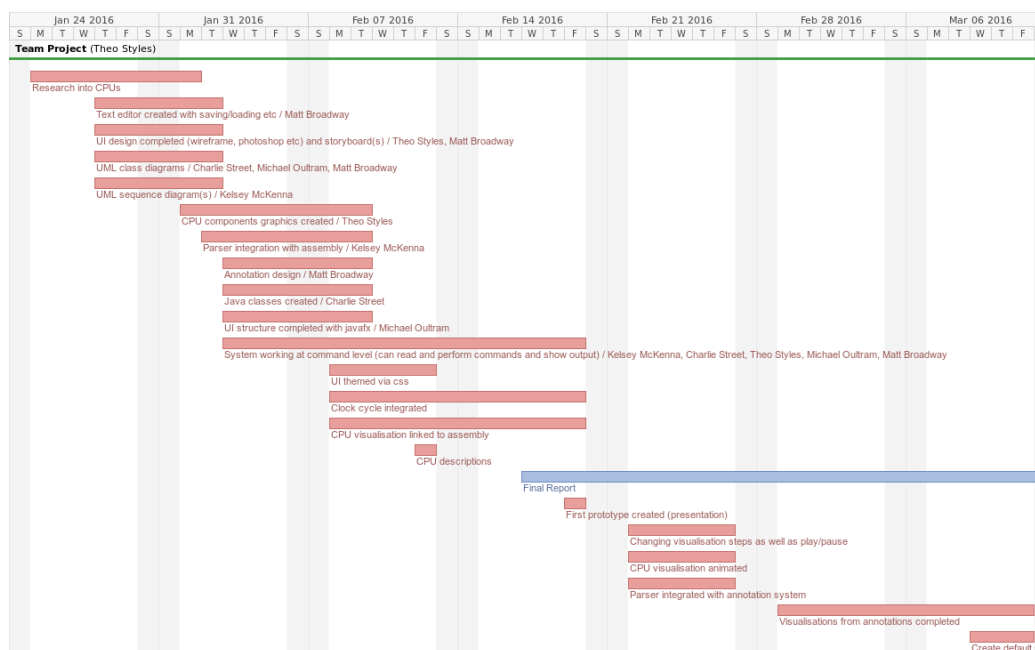 Jan 24 2016 Jan 31 2016 Feb 07 2016 Feb 14 2016 Feb 21 2016 Feb 28 2016 Mar 06 2016
S M T W T F S S M T W T F S S M T W T F S S M T W T F S S M T W T F S S M T W T F S S M T W T F
Team Project (Theo Styles)
Research into CPUs
Text editor created with saving/loading etc / Matt Broadway
UI design completed (wireframe, photoshop etc) and storyboard(s) / Theo Styles, Matt Broadway
UML class diagrams / Charlie Street, Michael Oultram, Matt Broadway
UML sequence diagram(s) / Kelsey McKenna
CPU components graphics created / Theo Styles
Parser integration with assembly / Kelsey McKenna
Annotation design / Matt Broadway
Java classes created / Charlie Street
UI structure completed with javafx / Michael Oultram
System working at command level (can read and perform commands and show output) / Kelsey McKenna, Charlie Street, Theo Styles, Michael Oultram, Matt Broadway
UI themed via css
Clock cycle integrated
CPU visualisation linked to assembly
CPU descriptions
Final Report
First prototype created (presentation)
Changing visualisation steps as well as play/pause
CPU visualisation animated
Parser integrated with annotation system
Visualisations from annotations completed
Create default